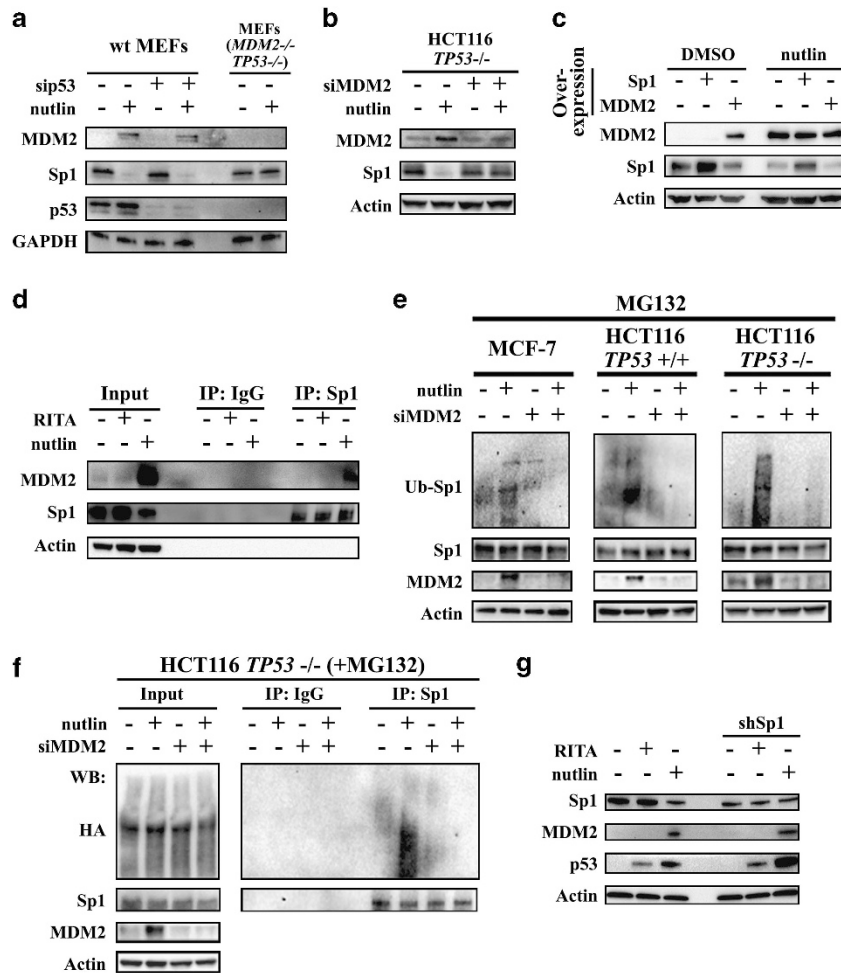 a
wt MEFs
MEFs
(MDM2-/-
TP53-/-)
sip53 - - + +
nutlin - + - + - +
MDM2
Sp1
p53
GAPDH
b
HCT116
TP53-/-
siMDM2 - - + +
nutlin - + - +
MDM2
Sp1
Actin
c
Over-
expression
DMSO nutlin
Sp1 - + - - + -
MDM2 - - + - - +
MDM2
Sp1
Actin
d
Input IP: IgG IP: Sp1
RITA - + - - + - - + -
nutlin - - + - - + - - +
MDM2
Sp1
Actin
e
MG132
MCF-7 HCT116 HCT116
TP53 +/+ TP53 -/-
nutlin - + - + - + - + - + - +
siMDM2 - - + + - - + + - - + +
Ub-Sp1
Sp1
MDM2
Actin
f
HCT116 TP53 -/- (+MG132)
Input IP: IgG IP: Sp1
nutlin - + - + - + - + - + - +
siMDM2 - - + + - - + + - - + +
WB:
HA
Sp1
MDM2
Actin
g
shSp1
RITA - + - - + -
nutlin - - + - - +
Sp1
MDM2
p53
Actin